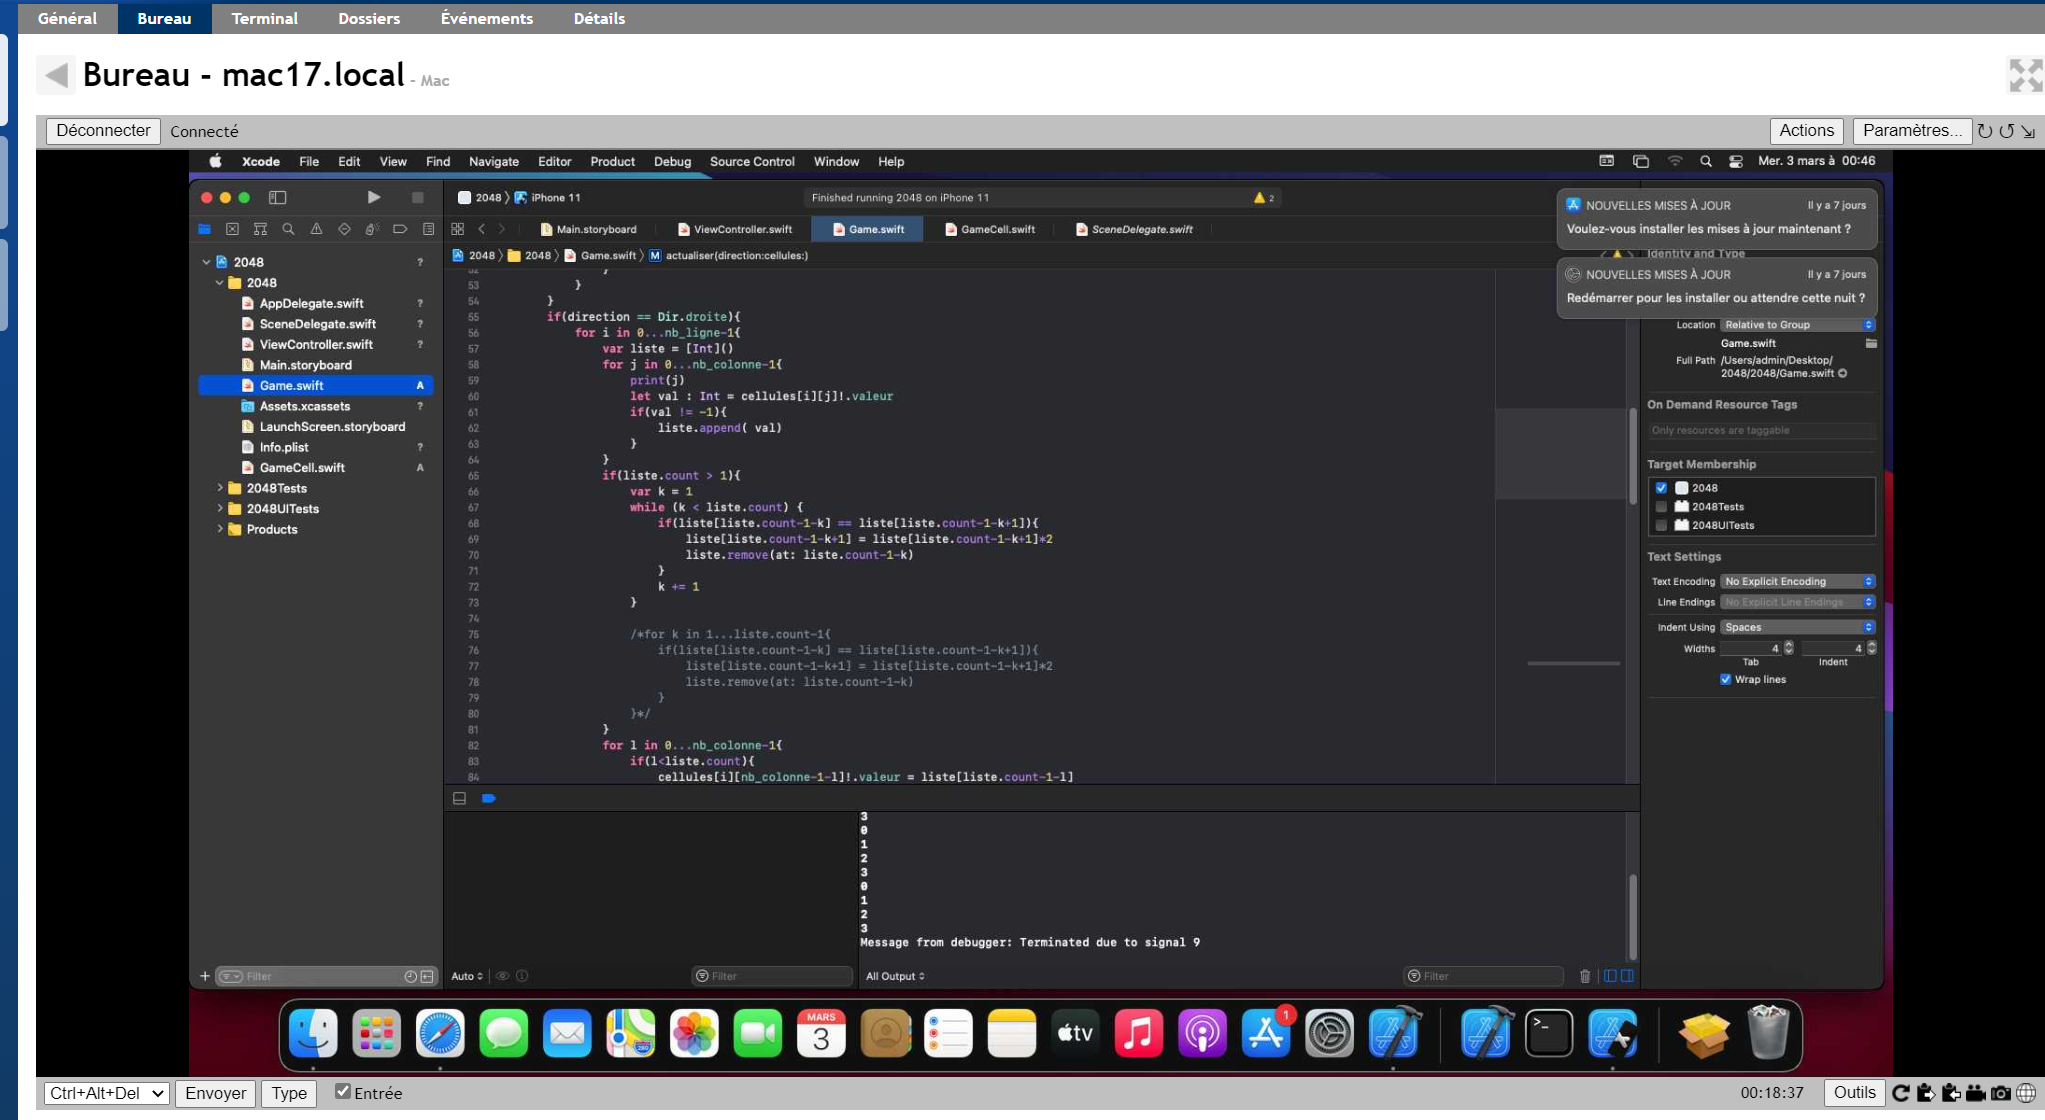 Général Bureau Terminal Dossiers Événements Détails
Bureau - mac17.local - Mac
Déconnecter Connecté Actions Paramètres...
Xcode File Edit View Find Navigate Editor Product Debug Source Control Window Help Mer. 3 mars à 00:46
2048 iPhone 11 Finished running 2048 on iPhone 11 2
Main.storyboard ViewController.swift Game.swift GameCell.swift SceneDelegate.swift
2048 2048 Game.swift M actualiser(direction:cellules:)
2048 ?
2048
AppDelegate.swift ?
SceneDelegate.swift ?
ViewController.swift ?
Main.storyboard
Game.swift A
Assets.xcassets ?
LaunchScreen.storyboard
Info.plist ?
GameCell.swift A
2048Tests
2048UITests
Products
Filter
52 }
53 }
54 }
55 if(direction == Dir.droite){
56 for i in 0...nb_ligne-1{
57 var liste = [Int]()
58 for j in 0...nb_colonne-1{
59 print(j)
60 let val : Int = cellules[i][j]!.valeur
61 if(val != -1){
62 liste.append( val)
63 }
64 }
65 if(liste.count > 1){
66 var k = 1
67 while (k < liste.count) {
68 if(liste[liste.count-1-k] == liste[liste.count-1-k+1]){
69 liste[liste.count-1-k+1] = liste[liste.count-1-k+1]*2
70 liste.remove(at: liste.count-1-k)
71 }
72 k += 1
73 }
74
75 /*for k in 1...liste.count-1{
76 if(liste[liste.count-1-k] == liste[liste.count-1-k+1]){
77 liste[liste.count-1-k+1] = liste[liste.count-1-k+1]*2
78 liste.remove(at: liste.count-1-k)
79 }
80 }*/
81 }
82 for l in 0...nb_colonne-1{
83 if(l<liste.count){
84 cellules[i][nb_colonne-1-l]!.valeur = liste[liste.count-1-l]
NOUVELLES MISES À JOUR Il y a 7 jours
Voulez-vous installer les mises à jour maintenant ?
Identity and Type
NOUVELLES MISES À JOUR Il y a 7 jours
Redémarrer pour les installer ou attendre cette nuit ?
Location Relative to Group
Game.swift
Full Path /Users/admin/Desktop/
2048/2048/Game.swift
On Demand Resource Tags
Only resources are taggable
Target Membership
2048
2048Tests
2048UITests
Text Settings
Text Encoding No Explicit Encoding
Line Endings No Explicit Line Endings
Indent Using Spaces
Widths 4 4
Tab Indent
Wrap lines
3
0
1
2
3
0
1
2
3
Message from debugger: Terminated due to signal 9
Auto Filter All Output Filter
MARS
3
tv
1
>_
Ctrl+Alt+Del Envoyer Type Entrée 00:18:37 Outils